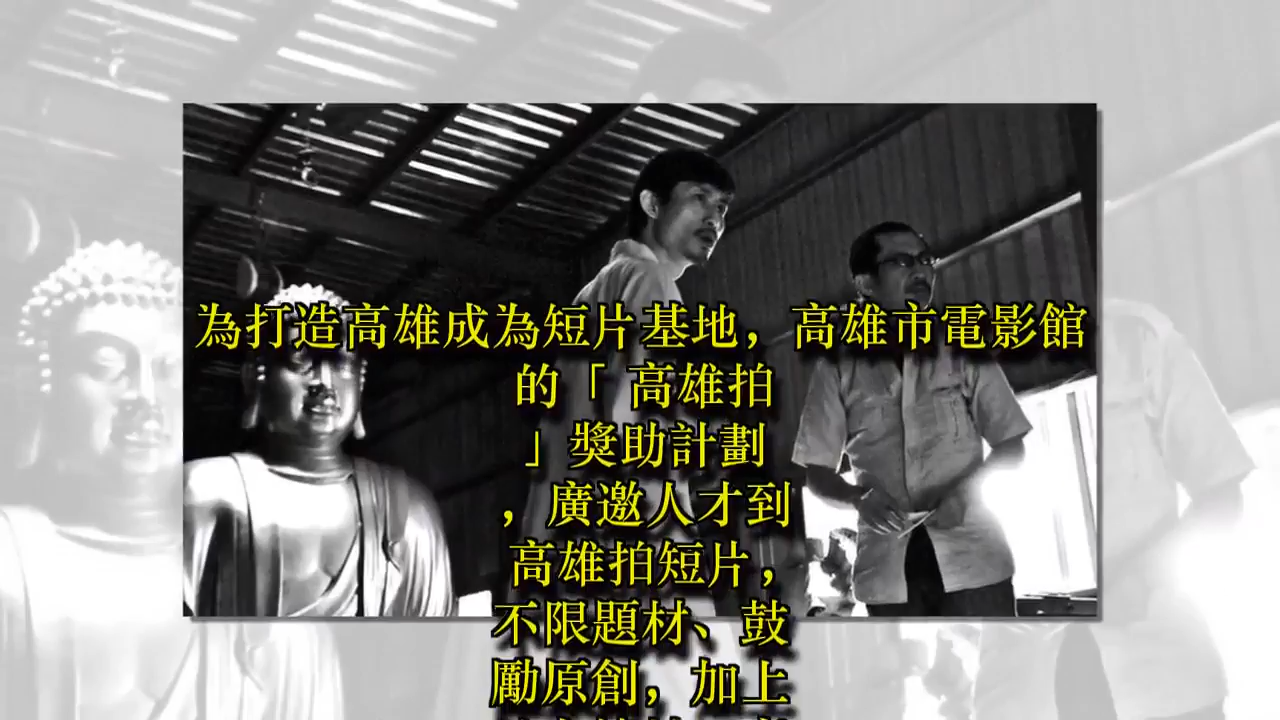 為打造高雄成為短片基地，高雄市電影館
的「 高雄拍
」獎助計劃
，廣邀人才到
高雄拍短片，
不限題材、鼓
勵原創，加上